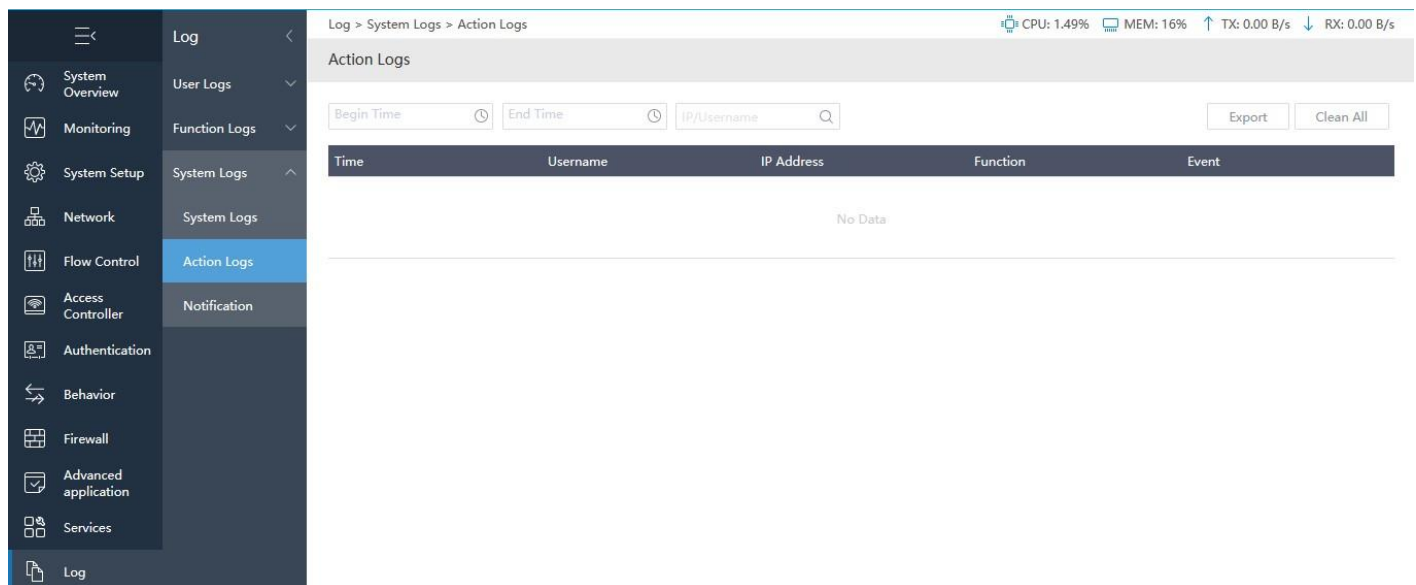 Log > System Logs > Action Logs
CPU: 1.49% MEM: 16% TX: 0.00 B/s RX: 0.00 B/s
System
Overview
Monitoring
System Setup
Network
Flow Control
Access
Controller
Authentication
Behavior
Firewall
Advanced
application
Services
Log
Log
User Logs
Function Logs
System Logs
System Logs
Action Logs
Notification
Action Logs
Begin Time End Time IP/Username Export Clean All
Time Username IP Address Function Event
No Data